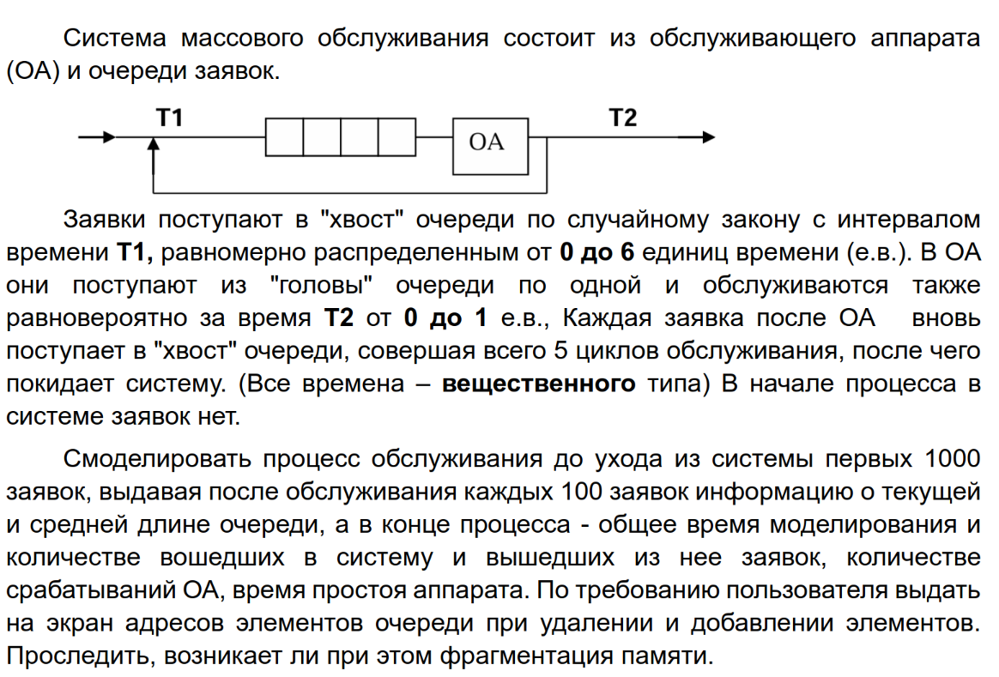 Система массового обслуживания состоит из обслуживающего аппарата
(ОА) и очереди заявок.
T1
T2
ОА
Заявки поступают в "хвост" очереди по случайному закону с интервалом
времени T1, равномерно распределенным от 0 до 6 единиц времени (е.в.). В ОА
они поступают из "головы" очереди по одной и обслуживаются также
равновероятно за время T2 от 0 до 1 е.в., Каждая заявка после ОА вновь
поступает в "хвост" очереди, совершая всего 5 циклов обслуживания, после чего
покидает систему. (Все времена – вещественного типа) В начале процесса в
системе заявок нет.
Смоделировать процесс обслуживания до ухода из системы первых 1000
заявок, выдавая после обслуживания каждых 100 заявок информацию о текущей
и средней длине очереди, а в конце процесса - общее время моделирования и
количестве вошедших в систему и вышедших из нее заявок, количестве
срабатываний ОА, время простоя аппарата. По требованию пользователя выдать
на экран адресов элементов очереди при удалении и добавлении элементов.
Проследить, возникает ли при этом фрагментация памяти.